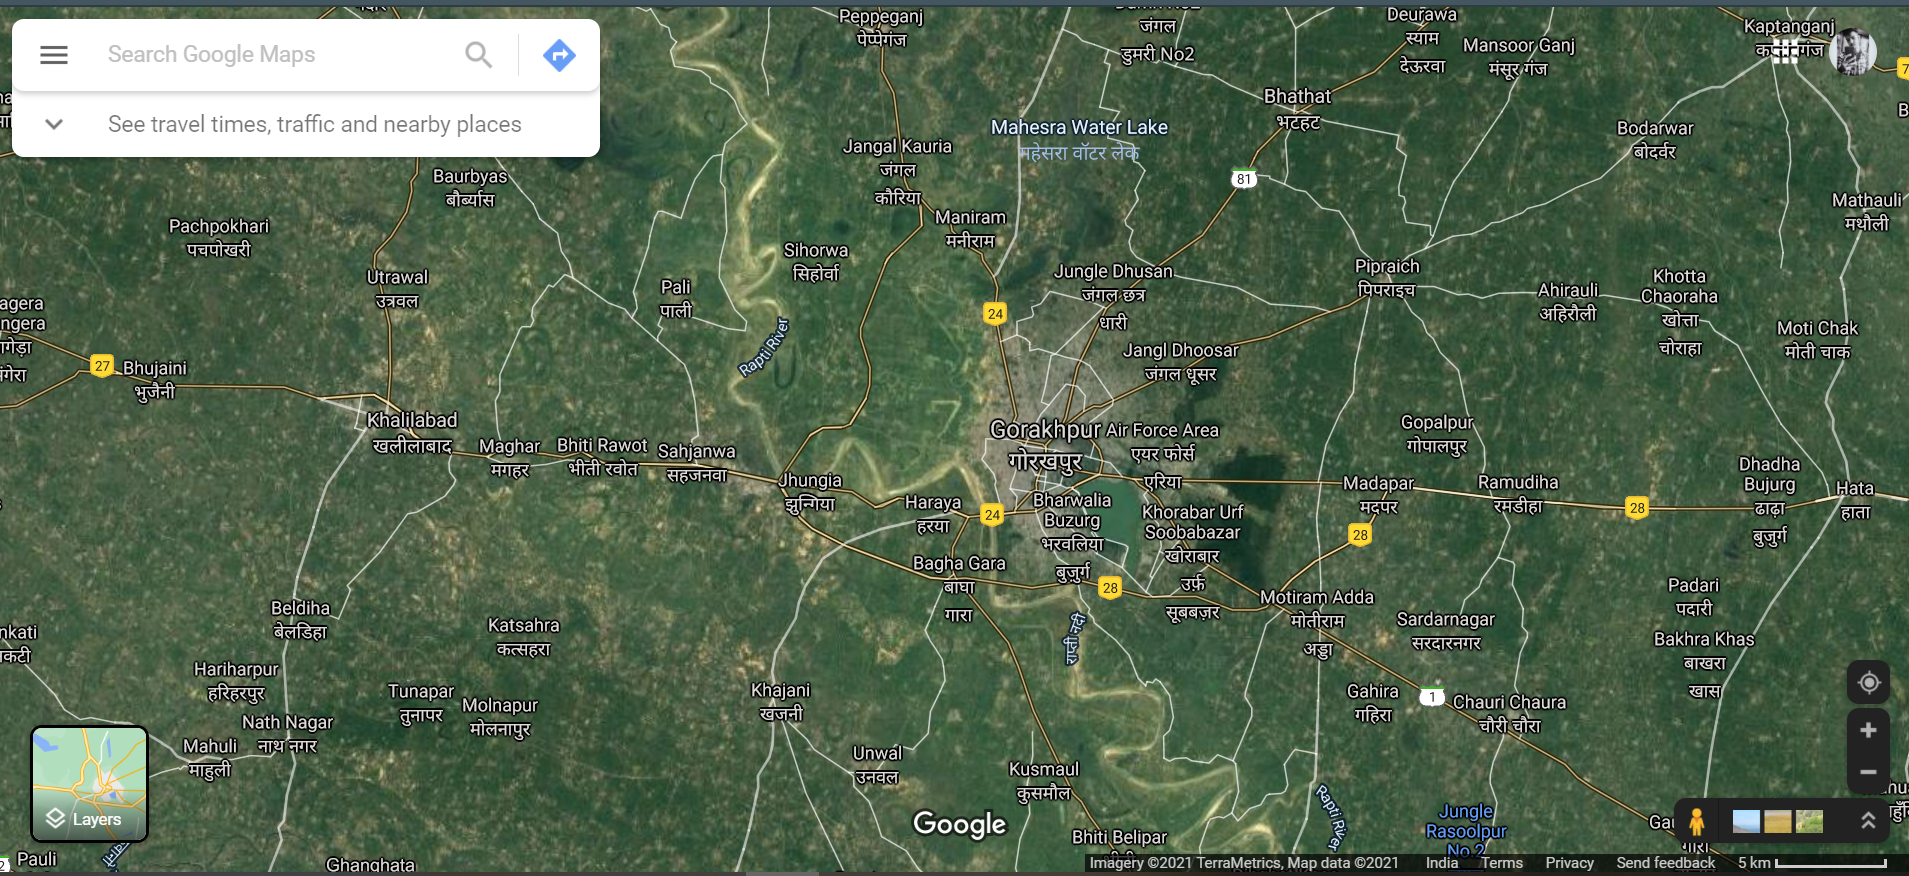 Search Google Maps
See travel times, traffic and nearby places
Peppeganj
पेप्पेगंज
जंगल
डुमरी No2
Deurawa
स्याम
देऊरवा
Mansoor Ganj
मंसूर गंज
Kaptanganj
Bhathat
भटहट
Mahesra Water Lake
महेसरा वॉटर लेक
Bodarwar
बोदर्वर
Jangal Kauria
जंगल
कौरिया
81
Baurbyas
बौर्ब्यास
Mathauli
मथौली
Pachpokhari
पचपोखरी
Maniram
मनीराम
Sihorwa
सिहोर्वा
Utrawal
उत्रवल
Pali
पाली
Jungle Dhusan
जंगल छत्र
धारी
Pipraich
पिपराइच
Ahirauli
अहिरौली
Khotta
Chaoraha
खोत्ता
चोराहा
agera
ngera
24
Moti Chak
मोती चाक
Rapti River
Jangl Dhoosar
जंगल धूसर
27
Bhujaini
भुजैनी
Khalilabad
खलीलाबाद
Maghar
मगहर
Bhiti Rawot
भीती रवोत
Sahjanwa
सहजनवा
Gorakhpur
गोरखपुर
Air Force Area
एयर फोर्स
एरिया
Gopalpur
गोपालपुर
Jhungia
झुन्गिया
Haraya
हरया
24
Bharwalia
Buzurg
भरवलिया
बुज़ुर्ग
Khorabar Urf
Soobabazar
खोराबार
उर्फ़
सूबबज़र
Madapar
मदपर
Ramudiha
रमडीहा
28
Dhadha
Bujurg
ढाढ़ा
बुजुर्ग
Hata
हाता
28
Bagha Gara
बाघा
गारा
28
Motiram Adda
मोतीराम
अड्डा
Padari
पदारी
Beldiha
बेलडिहा
Katsahra
कत्सहरा
राप्ती नदी
Sardarnagar
सरदारनगर
Bakhra Khas
बाखरा
खास
nkati
Hariharpur
हरिहरपुर
Tunapar
तुनापर
Molnapur
मोलनापुर
Khajani
खजनी
Gahira
गहिरा
1
Chauri Chaura
चौरी चौरा
Nath Nagar
नाथ नगर
Mahuli
माहुली
Unwal
उनवल
Kusmaul
कुसमौल
Rapti River
Jungle
Rasoolpur
No.2
Layers
Google
Bhiti Belipar
Pauli
Ghanghata
Imagery ©2021 TerraMetrics, Map data ©2021 India Terms Privacy Send feedback 5 km